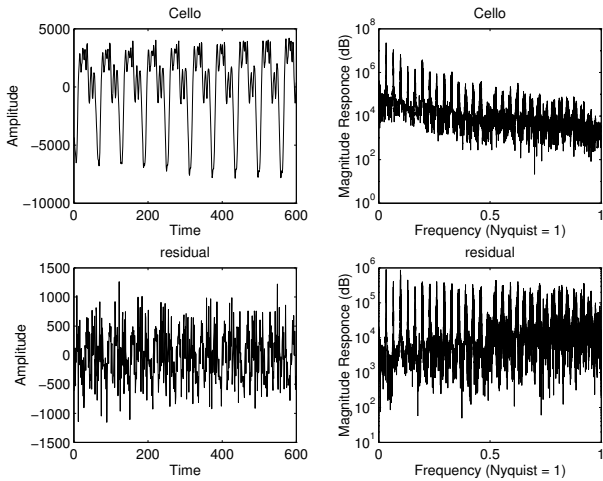 Cello
5000
0
−5000
−10000
Amplitude
0 200 400 600
Time
Cello
10^8
10^6
10^4
10^2
10^0
Magnitude Responce (dB)
0 0.5 1
Frequency (Nyquist = 1)
residual
1500
1000
500
0
−500
−1000
−1500
Amplitude
0 200 400 600
Time
residual
10^6
10^5
10^4
10^3
10^2
10^1
Magnitude Responce (dB)
0 0.5 1
Frequency (Nyquist = 1)